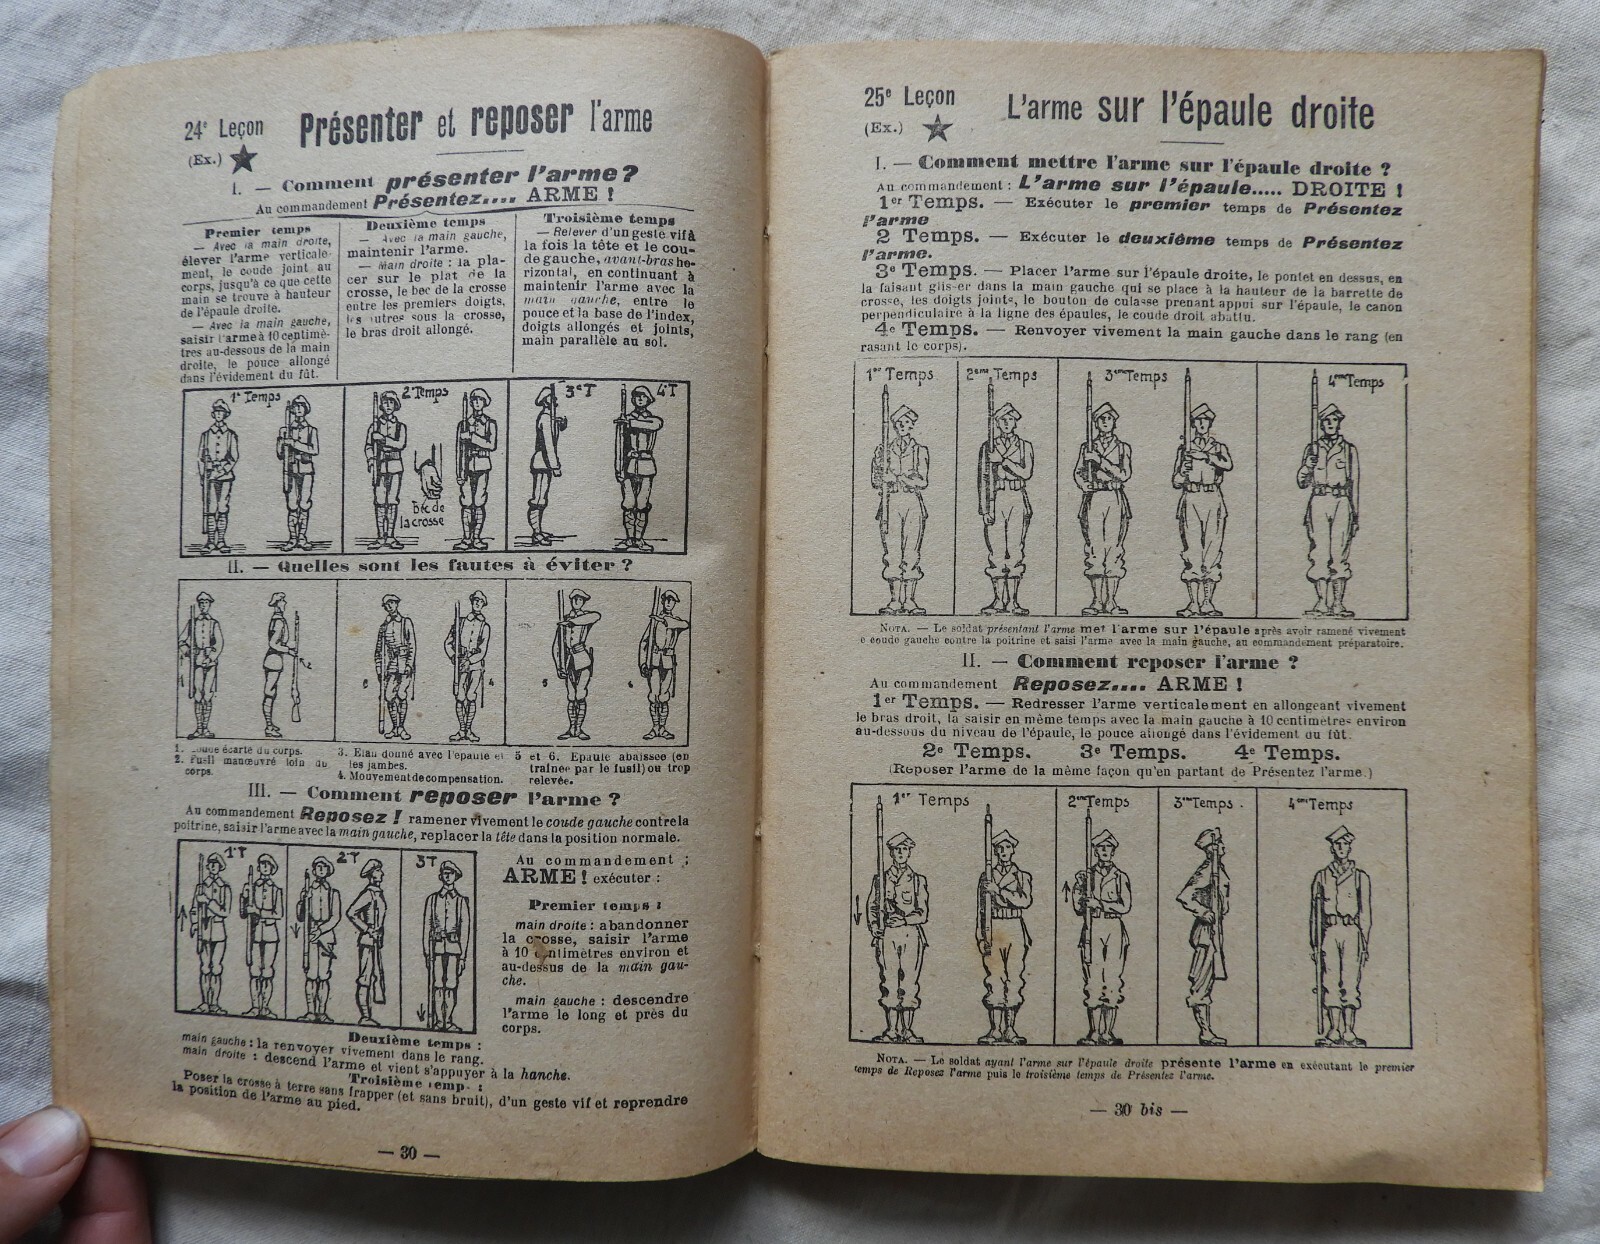 24e Leçon
(Ex.)
Présenter et reposer l'arme
I. — Comment présenter l'arme ?
Au commandement Présentez.... ARME !
Premier temps
— Avec la main droite,
élever l'arme verticale-
ment, le coude joint au
corps, jusqu'à ce que cette
main se trouve à hauteur
de l'épaule droite.
— Avec la main gauche,
saisir l'arme à 10 centimè-
tres au-dessous de la main
droite, le pouce allongé
dans l'évidement du fût.
Deuxième temps
— Avec la main gauche,
maintenir l'arme.
— Main droite : la pla-
cer sur le plat de la
crosse, le bec de la crosse
entre les premiers doigts,
les autres sous la crosse,
le bras droit allongé.
Troisième temps
— Relever d'un geste vif à
la fois la tête et le cou-
de gauche, avant-bras ho-
rizontal, en continuant à
maintenir l'arme avec la
main gauche, entre le
pouce et la base de l'index,
doigts allongés et joints,
main parallèle au sol.
1er Temps
2e Temps
3e T
4e T
bec de
la crosse
II. — Quelles sont les fautes à éviter ?
1. Coude écarté du corps.
2. Fusil manœuvré loin du
corps.
3. Elan donné avec l'épaule et
les jambes.
4. Mouvement de compensation.
5 et 6. Epaule abaissée (en
traînée par le fusil) ou trop
relevée.
III. — Comment reposer l'arme ?
Au commandement Reposez ! ramener vivement le coude gauche contre la
poitrine, saisir l'arme avec la main gauche, replacer la tête dans la position normale.
1er T
2e T
3 T
Au commandement :
ARME ! exécuter :
Premier temps :
main droite : abandonner
la crosse, saisir l'arme
à 10 centimètres environ et
au-dessus de la main gau-
che.
main gauche : descendre
l'arme le long et près du
corps.
Deuxième temps :
main gauche : la renvoyer vivement dans le rang.
main droite : descend l'arme et vient s'appuyer à la hanche.
Troisième temp. :
Poser la crosse à terre sans frapper (et sans bruit), d'un geste vif et reprendre
la position de l'arme au pied.
— 30 —
25e Leçon
(Ex.)
L'arme sur l'épaule droite
I. — Comment mettre l'arme sur l'épaule droite ?
Au commandement : L'arme sur l'épaule..... DROITE !
1er Temps. — Exécuter le premier temps de Présentez
l'arme
2 Temps. — Exécuter le deuxième temps de Présentez
l'arme.
3e Temps. — Placer l'arme sur l'épaule droite, le pontet en dessus, en
la faisant glisser dans la main gauche qui se place à la hauteur de la barrette de
crosse, les doigts joints, le bouton de culasse prenant appui sur l'épaule, le canon
perpendiculaire à la ligne des épaules, le coude droit abattu.
4e Temps. — Renvoyer vivement la main gauche dans le rang (en
rasant le corps).
1er Temps
2eme Temps
3eme Temps
4eme Temps
NOTA. — Le soldat présentant l'arme met l'arme sur l'épaule après avoir ramené vivement
e coude gauche contre la poitrine et saisi l'arme avec la main gauche, au commandement préparatoire.
II. — Comment reposer l'arme ?
Au commandement Reposez.... ARME !
1er Temps. — Redresser l'arme verticalement en allongeant vivement
le bras droit, la saisir en même temps avec la main gauche à 10 centimetres environ
au-dessous du niveau de l'épaule, le pouce allongé dans l'évidement du fût.
2e Temps. 3e Temps. 4e Temps.
(Reposer l'arme de la même façon qu'en partant de Présentez l'arme.)
1er Temps
2eme Temps
3eme Temps.
4eme Temps
NOTA. — Le soldat ayant l'arme sur l'épaule droite présente l'arme en exécutant le premier
temps de Reposez l'arme puis le troisième temps de Présentez l'arme.
— 30 bis —